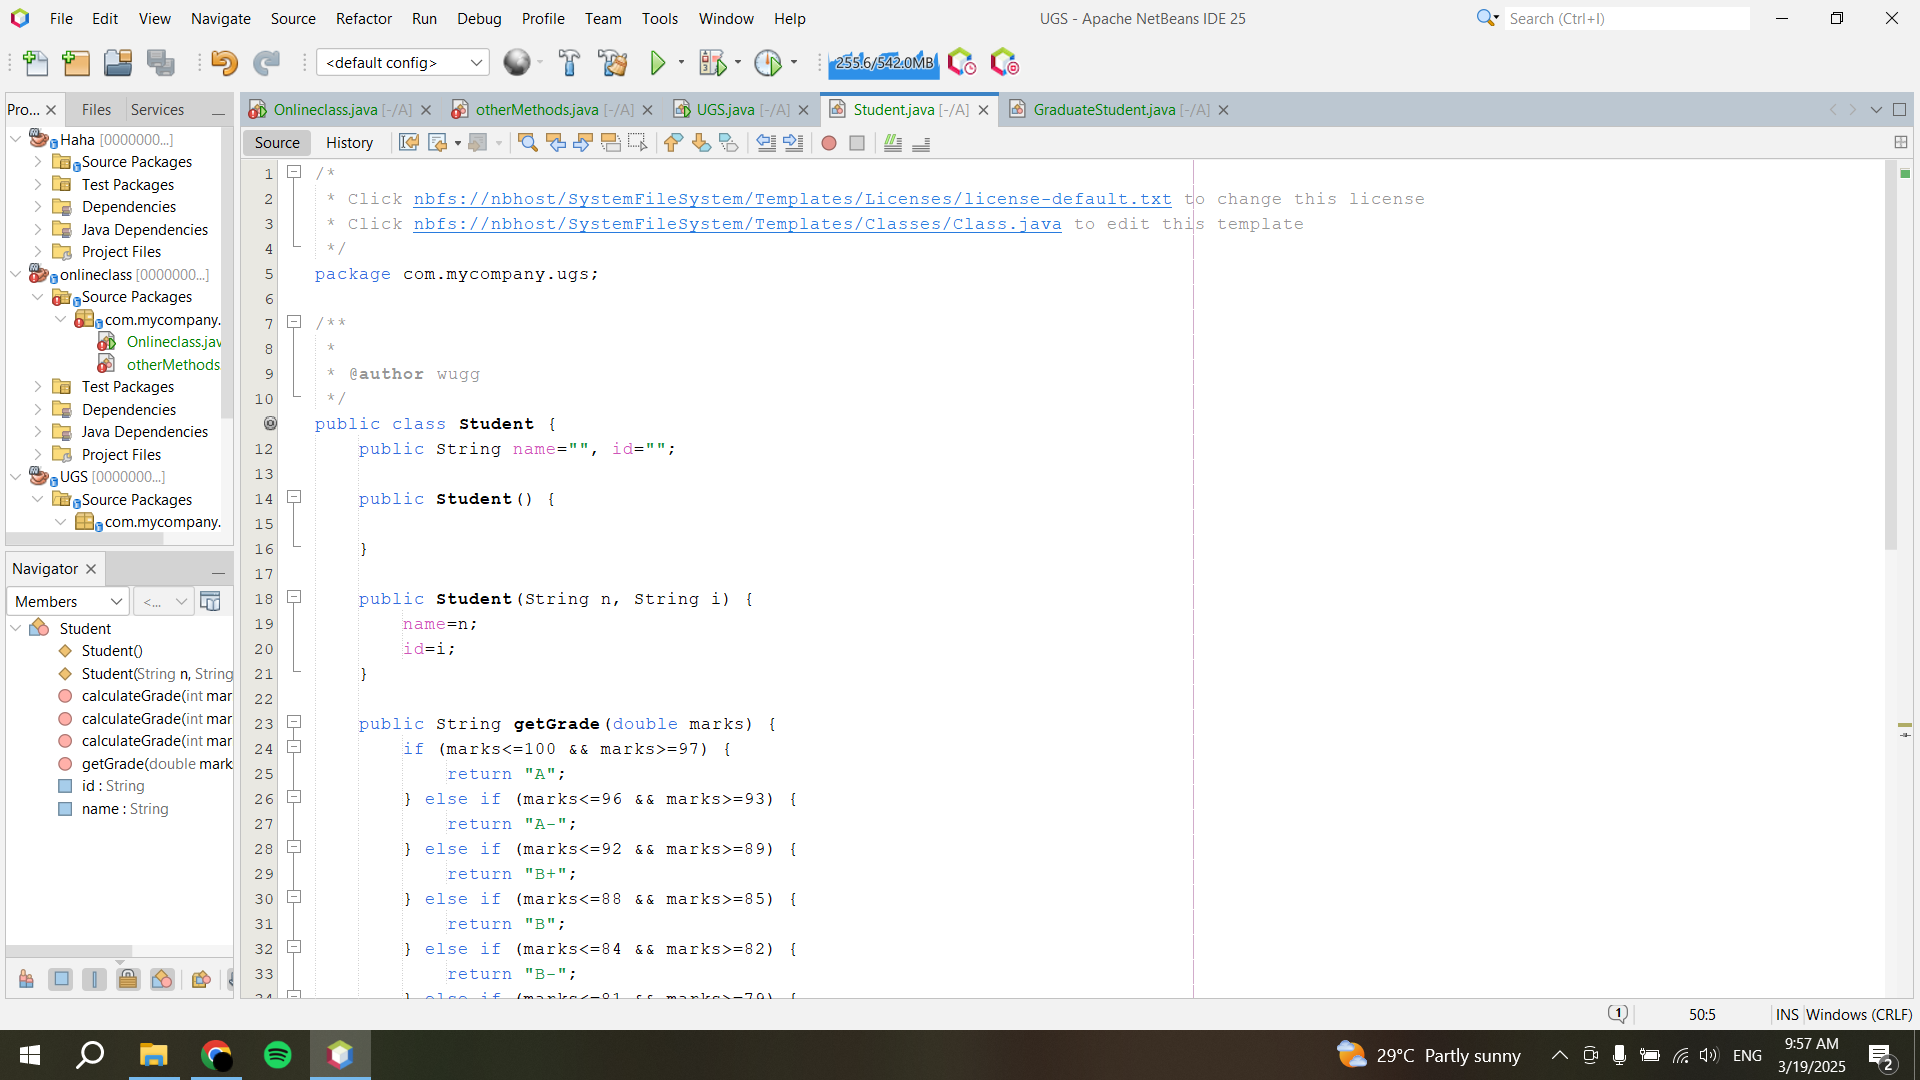 File Edit View Navigate Source Refactor Run Debug Profile Team Tools Window Help
UGS - Apache NetBeans IDE 25
Search (Ctrl+I)
<default config>
255.6/542.0MB
Pro... Files Services
Haha [0000000...]
Source Packages
Test Packages
Dependencies
Java Dependencies
Project Files
onlineclass [0000000...]
Source Packages
com.mycompany.
Onlineclass.jav
otherMethods
Test Packages
Dependencies
Java Dependencies
Project Files
UGS [0000000...]
Source Packages
com.mycompany.
Navigator
Members
<...
Student
Student()
Student(String n, String
calculateGrade(int mar
calculateGrade(int mar
calculateGrade(int mar
getGrade(double mark
id : String
name : String
Onlineclass.java [-/A] otherMethods.java [-/A] UGS.java [-/A] Student.java [-/A] GraduateStudent.java [-/A]
Source History
1 /*
2 * Click nbfs://nbhost/SystemFileSystem/Templates/Licenses/license-default.txt to change this license
3 * Click nbfs://nbhost/SystemFileSystem/Templates/Classes/Class.java to edit this template
4 */
5 package com.mycompany.ugs;
6
7 /**
8 *
9 * @author wugg
10 */
public class Student {
12 public String name="", id="";
13
14 public Student() {
15
16 }
17
18 public Student(String n, String i) {
19 name=n;
20 id=i;
21 }
22
23 public String getGrade(double marks) {
24 if (marks<=100 && marks>=97) {
25 return "A";
26 } else if (marks<=96 && marks>=93) {
27 return "A-";
28 } else if (marks<=92 && marks>=89) {
29 return "B+";
30 } else if (marks<=88 && marks>=85) {
31 return "B";
32 } else if (marks<=84 && marks>=82) {
33 return "B-";
34 } else if (marks<=81 && marks>=79) {
1 50:5 INS Windows (CRLF)
29°C Partly sunny
ENG
9:57 AM
3/19/2025
2